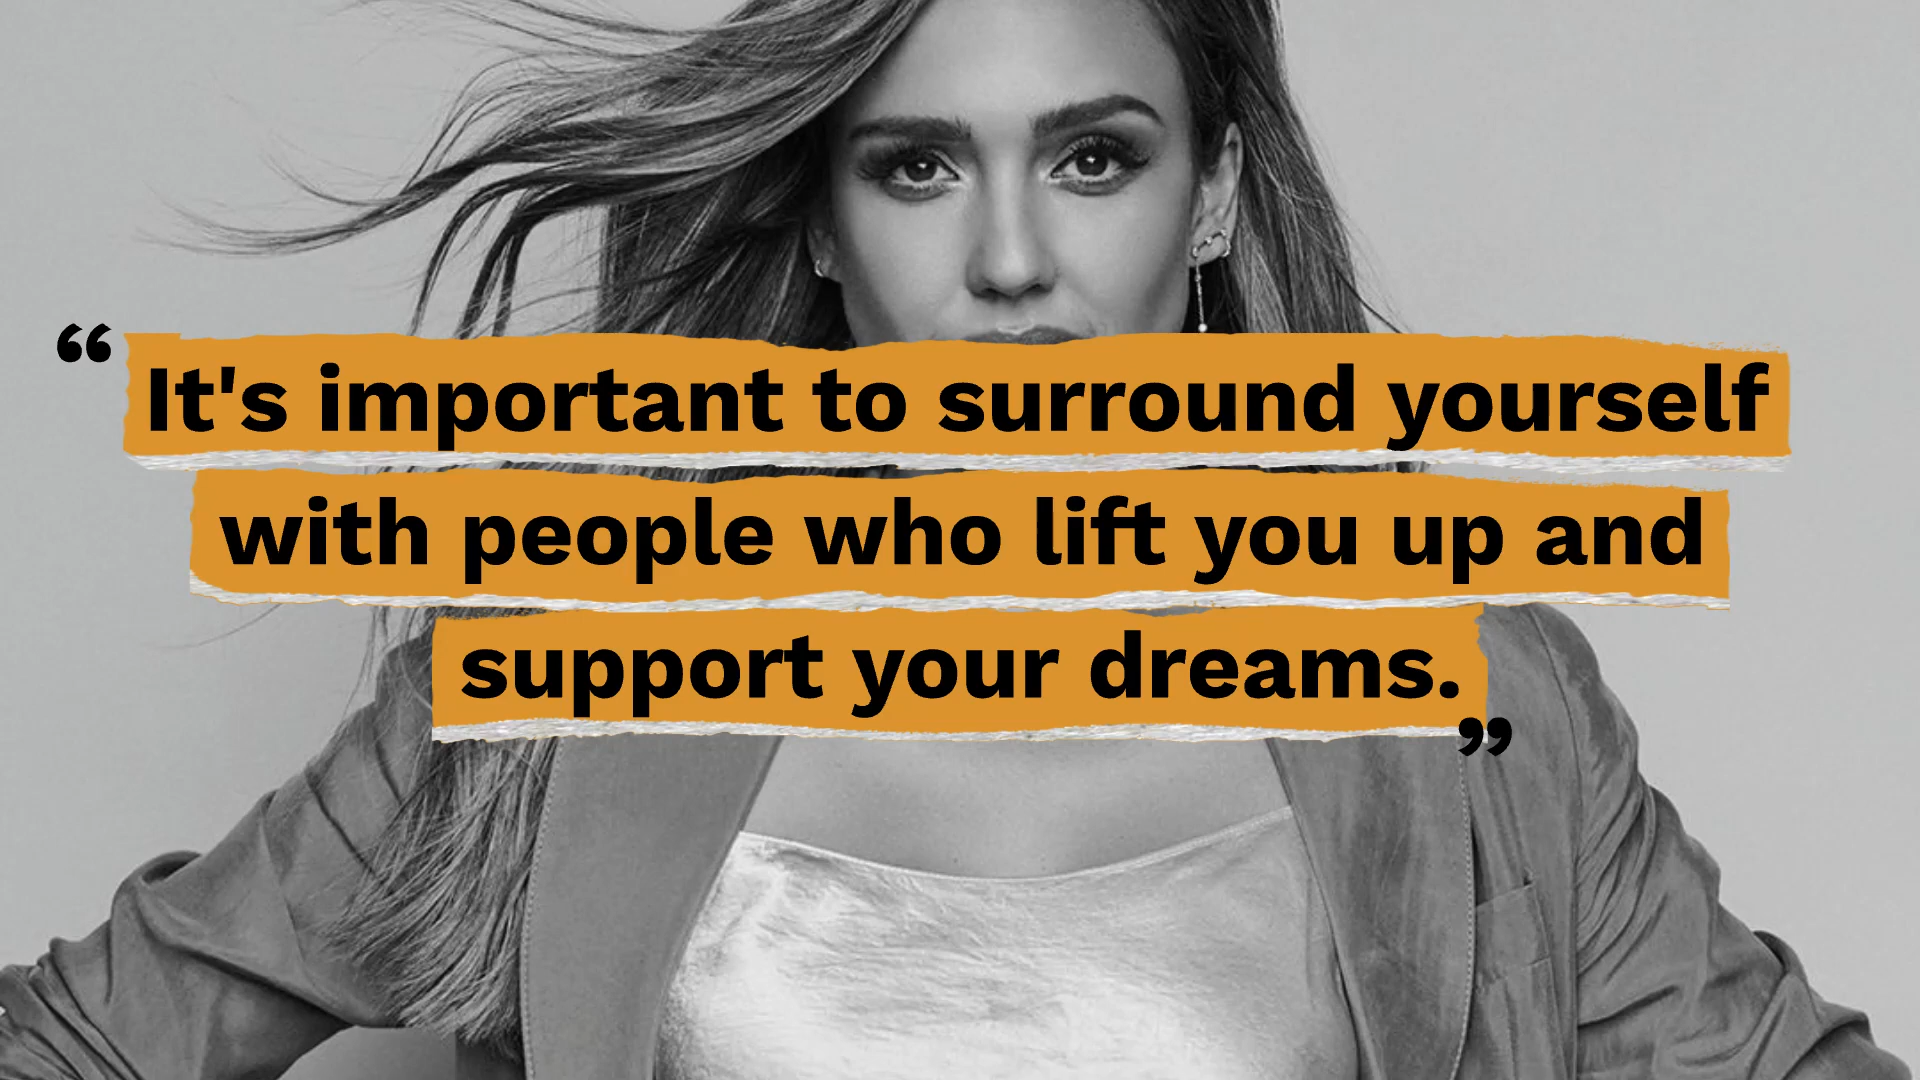 “It's important to surround yourself
with people who lift you up and
support your dreams.”